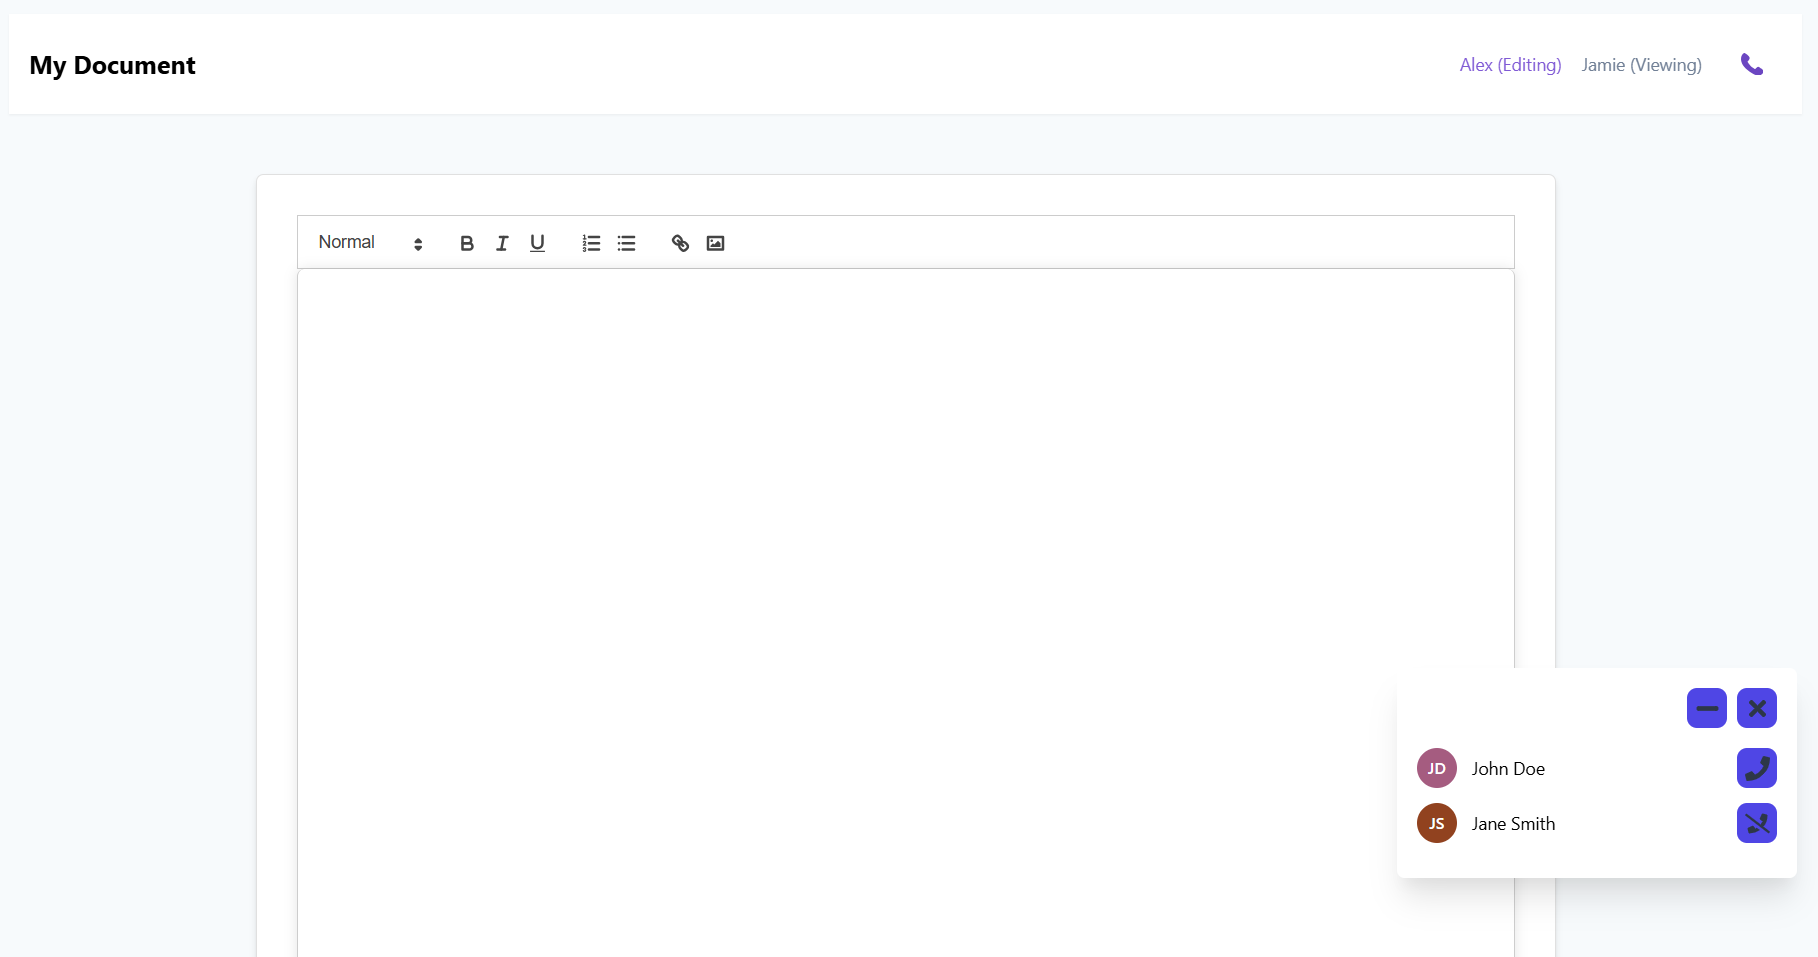 My Document
Alex (Editing) Jamie (Viewing)
Normal
JD John Doe
JS Jane Smith